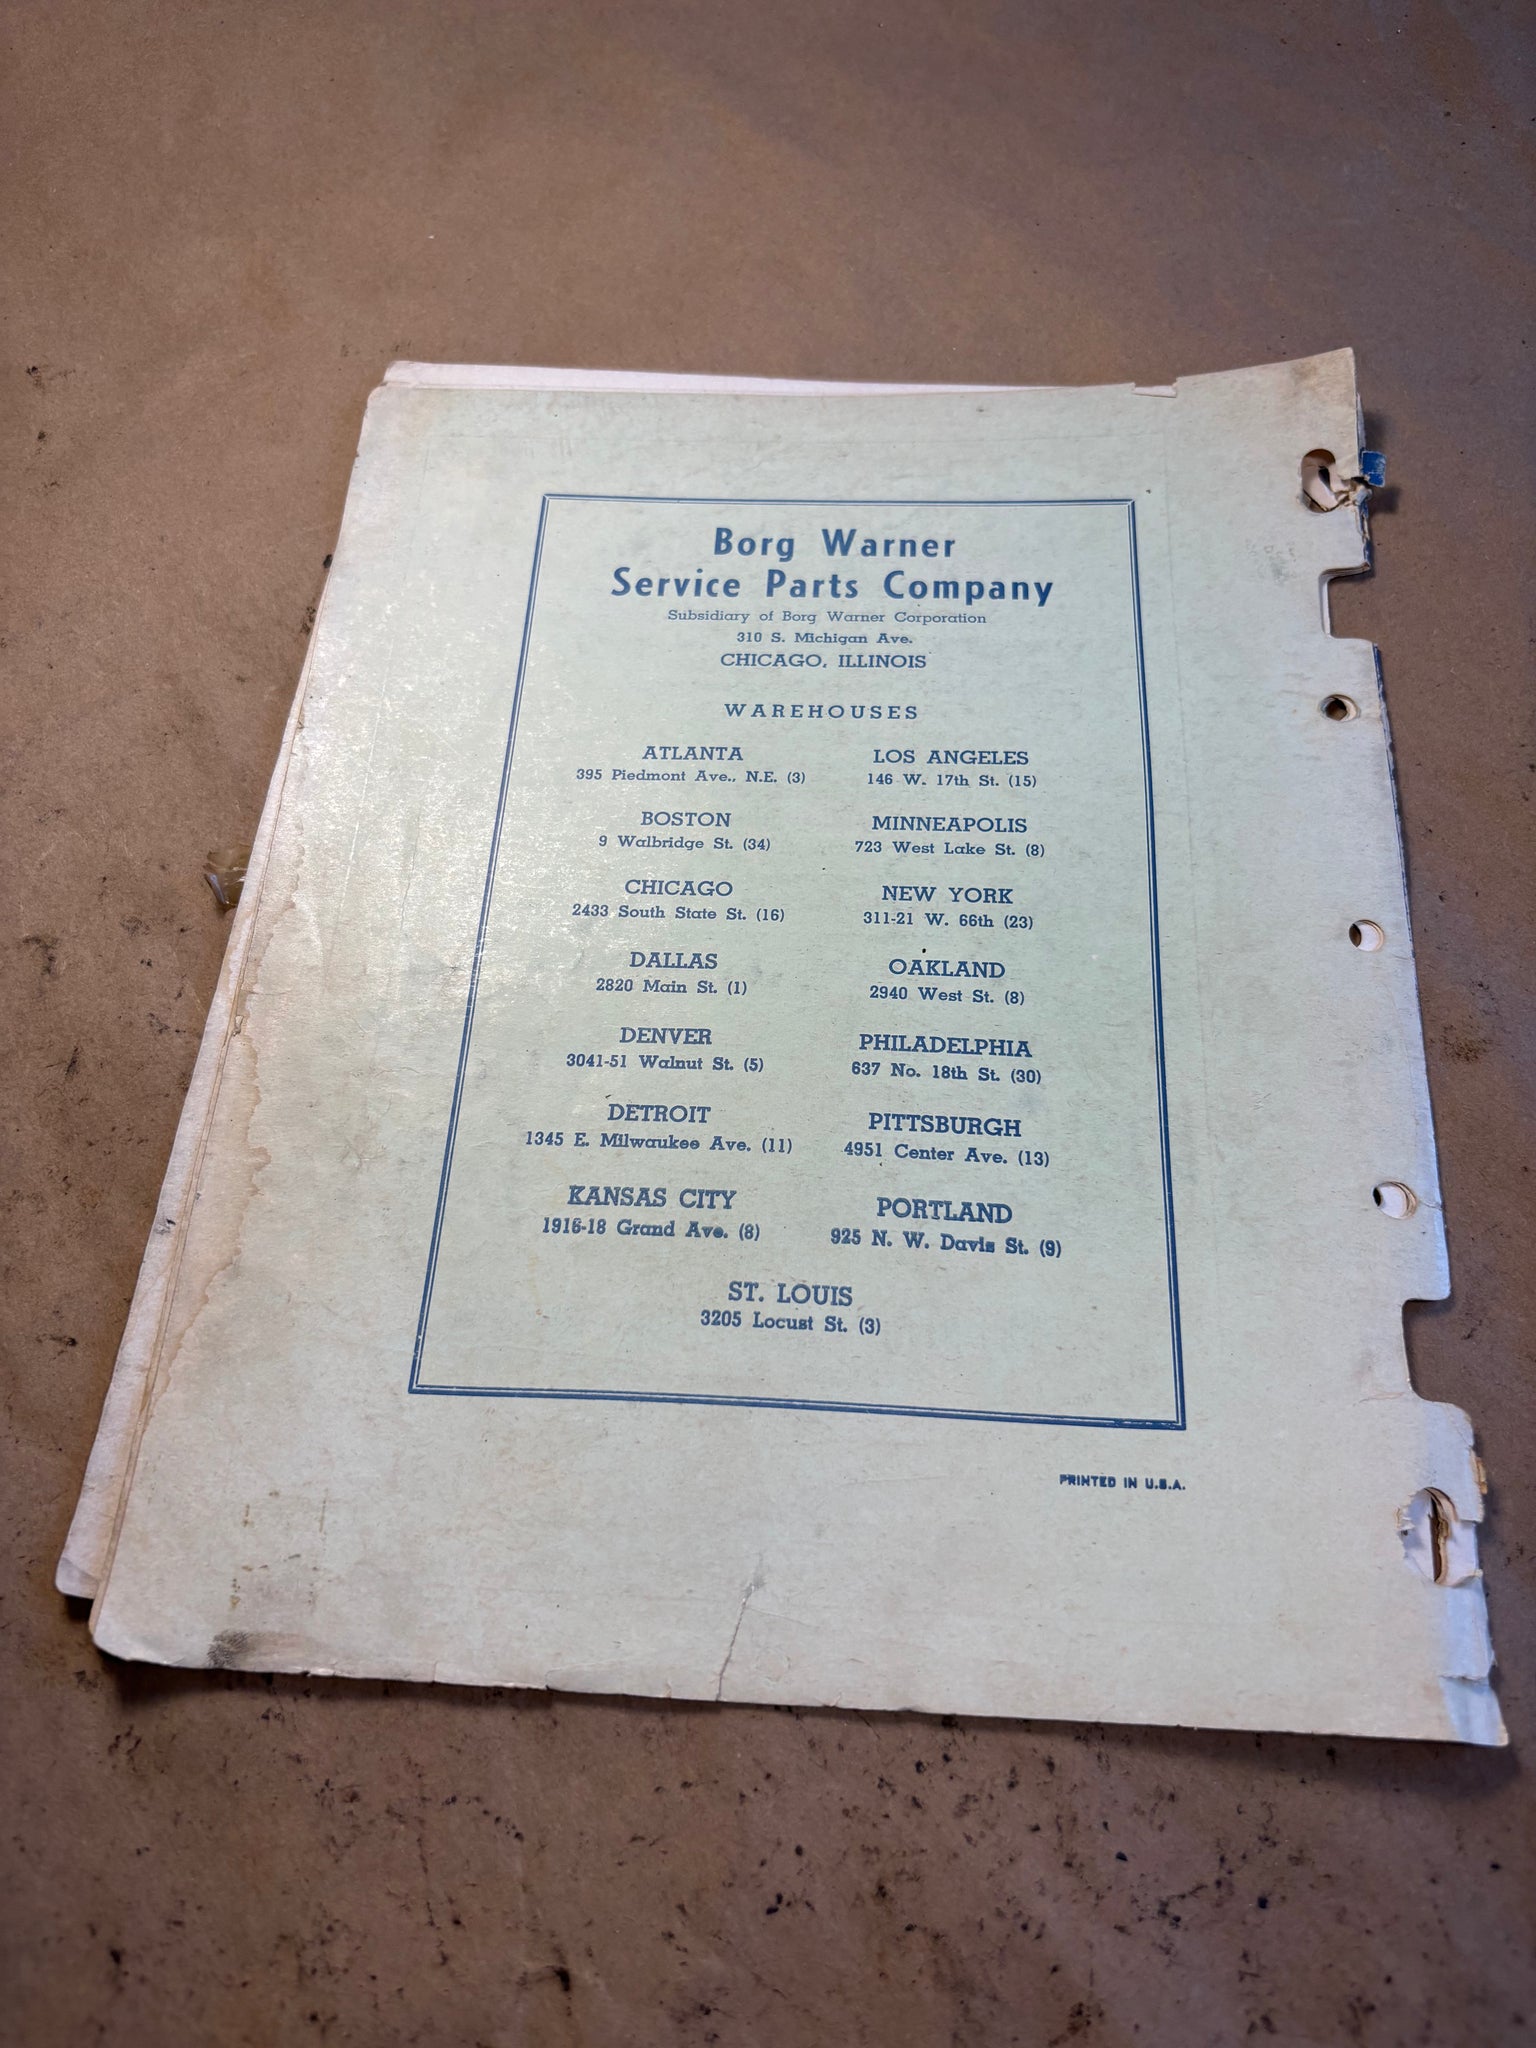 Borg Warner
Service Parts Company
Subsidiary of Borg Warner Corporation
310 S. Michigan Ave.
CHICAGO, ILLINOIS
WAREHOUSES
ATLANTA
395 Piedmont Ave., N.E. (3)
BOSTON
9 Walbridge St. (34)
CHICAGO
2433 South State St. (16)
DALLAS
2820 Main St. (1)
DENVER
3041-51 Walnut St. (5)
DETROIT
1345 E. Milwaukee Ave. (11)
KANSAS CITY
1916-18 Grand Ave. (8)
LOS ANGELES
146 W. 17th St. (15)
MINNEAPOLIS
723 West Lake St. (8)
NEW YORK
311-21 W. 66th (23)
OAKLAND
2940 West St. (8)
PHILADELPHIA
637 No. 18th St. (30)
PITTSBURGH
4951 Center Ave. (13)
PORTLAND
925 N. W. Davis St. (9)
ST. LOUIS
3205 Locust St. (3)
PRINTED IN U.S.A.